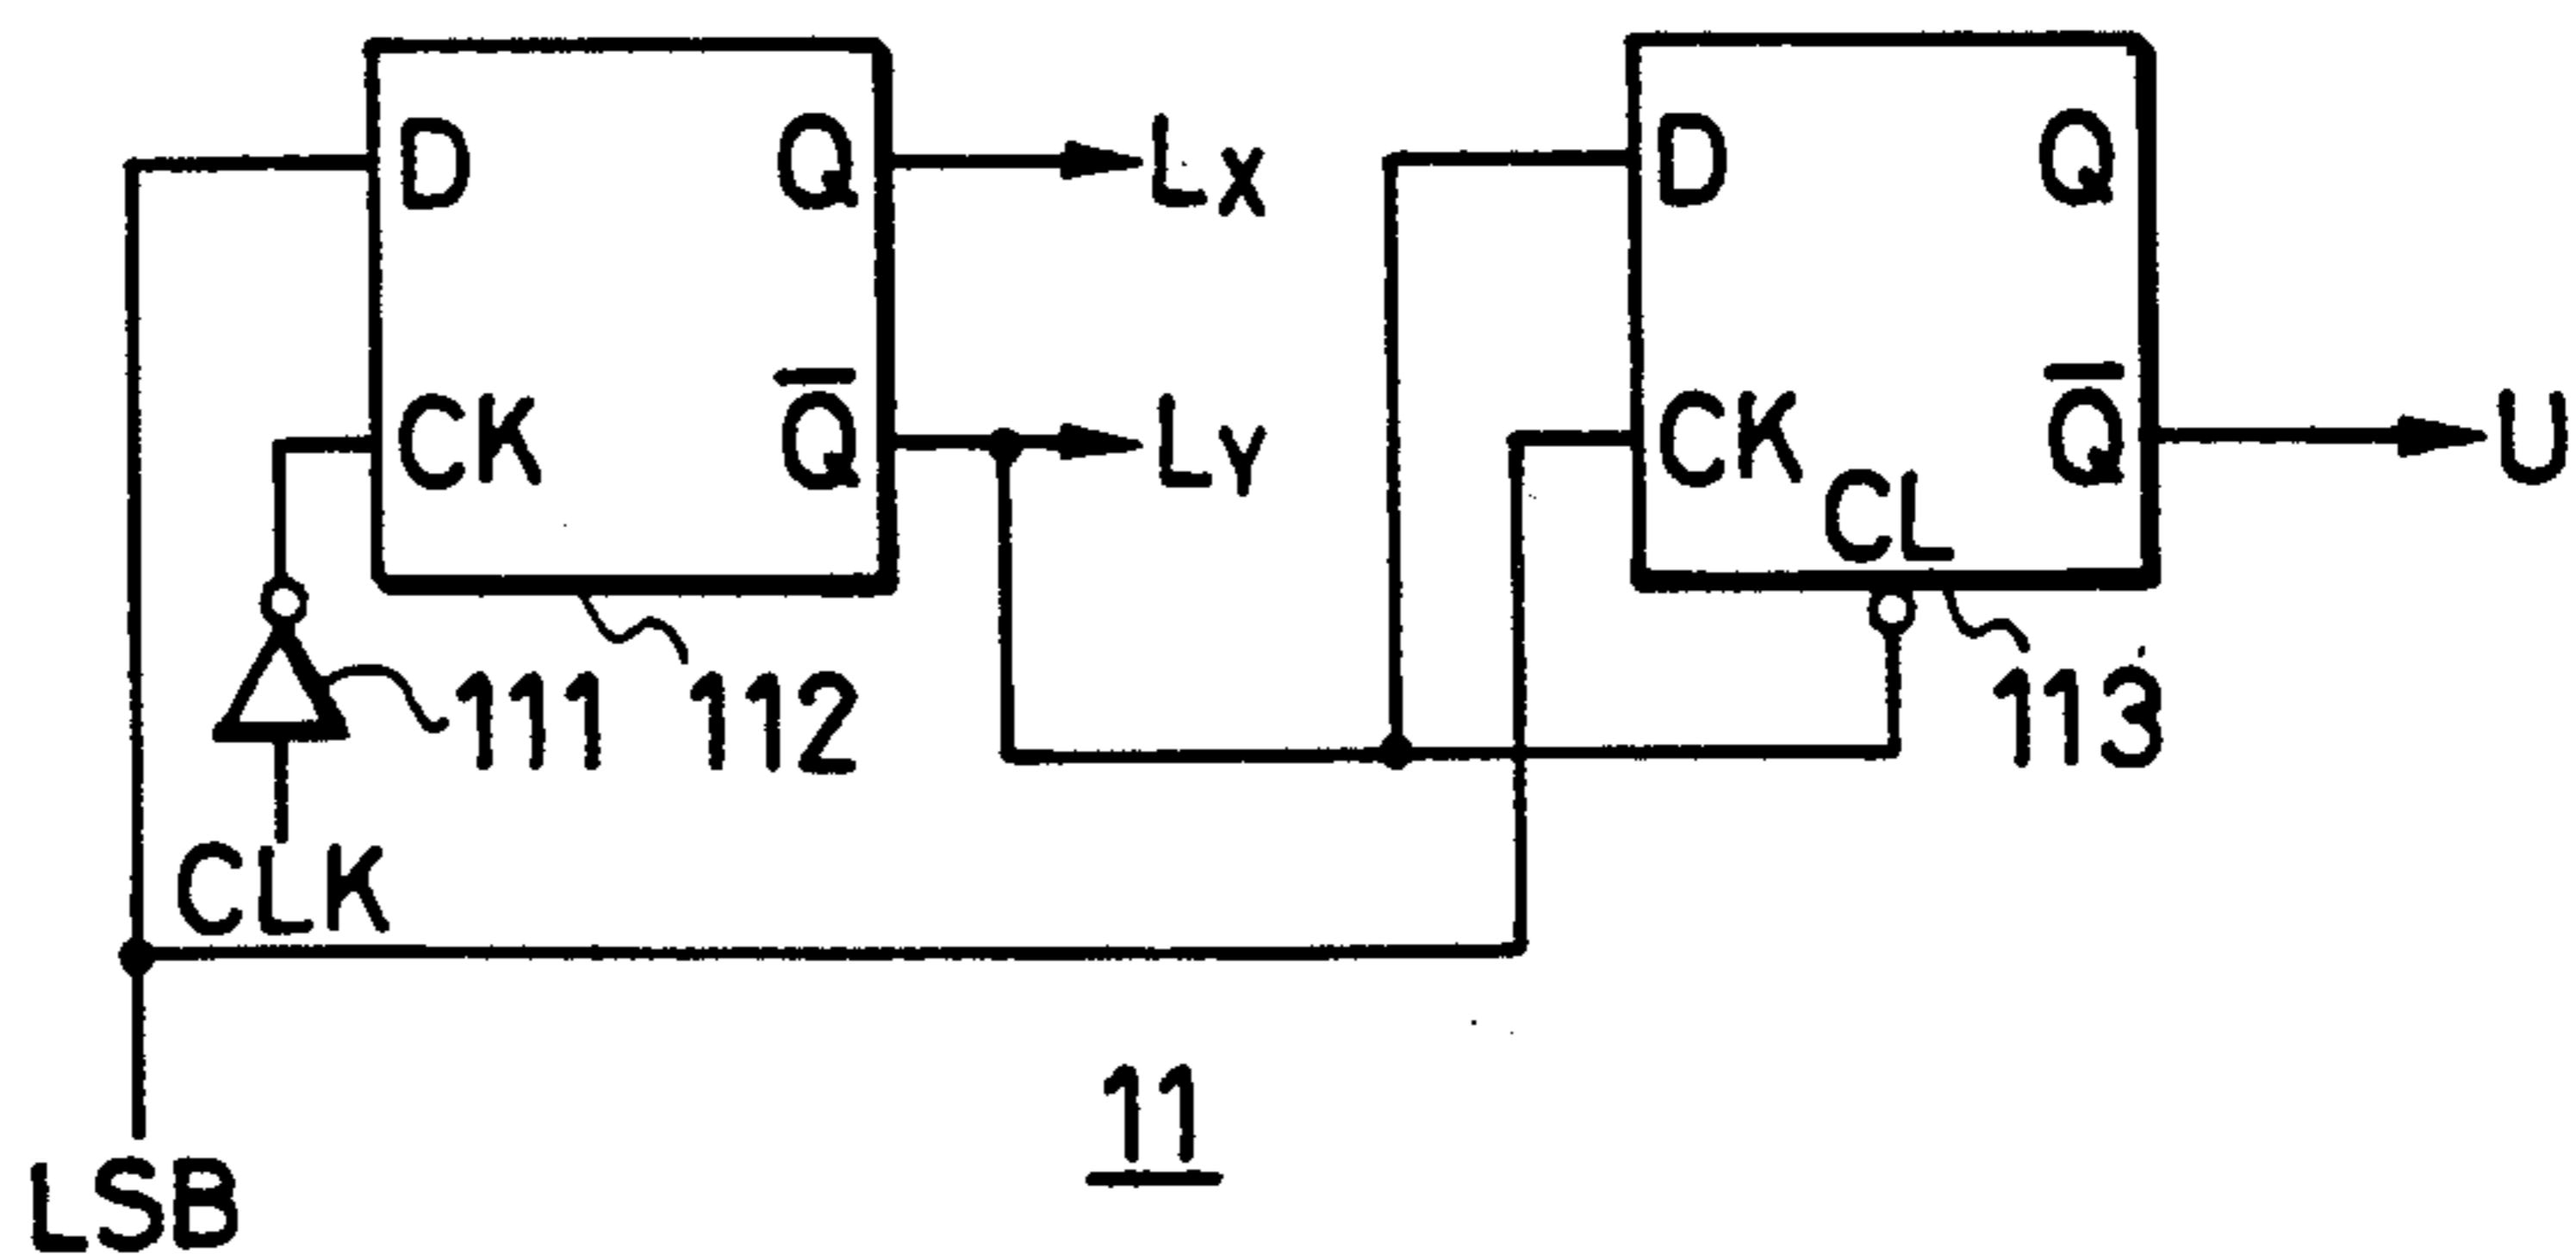 D Q Lx D Q
CK Q̅ Ly CK CL Q̅ U
111 112 113
CLK
11
LSB